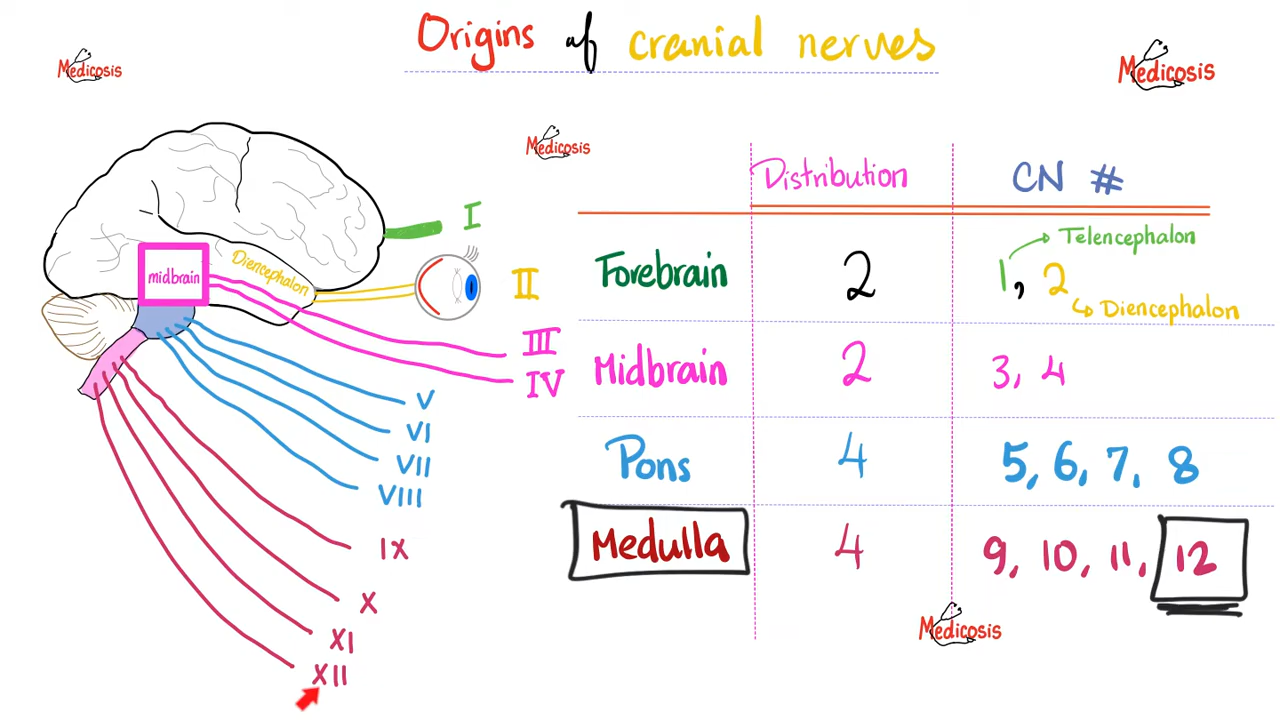 Origins of cranial nerves
Medicosis
Medicosis
Medicosis
Distribution
CN #
I
Telencephalon
Diencephalon
midbrain
II
Forebrain
2
1, 2
Diencephalon
III
IV
Midbrain
2
3, 4
V
VI
VII
VIII
Pons
4
5, 6, 7, 8
IX
X
XI
XII
Medulla
4
9, 10, 11, 12
Medicosis